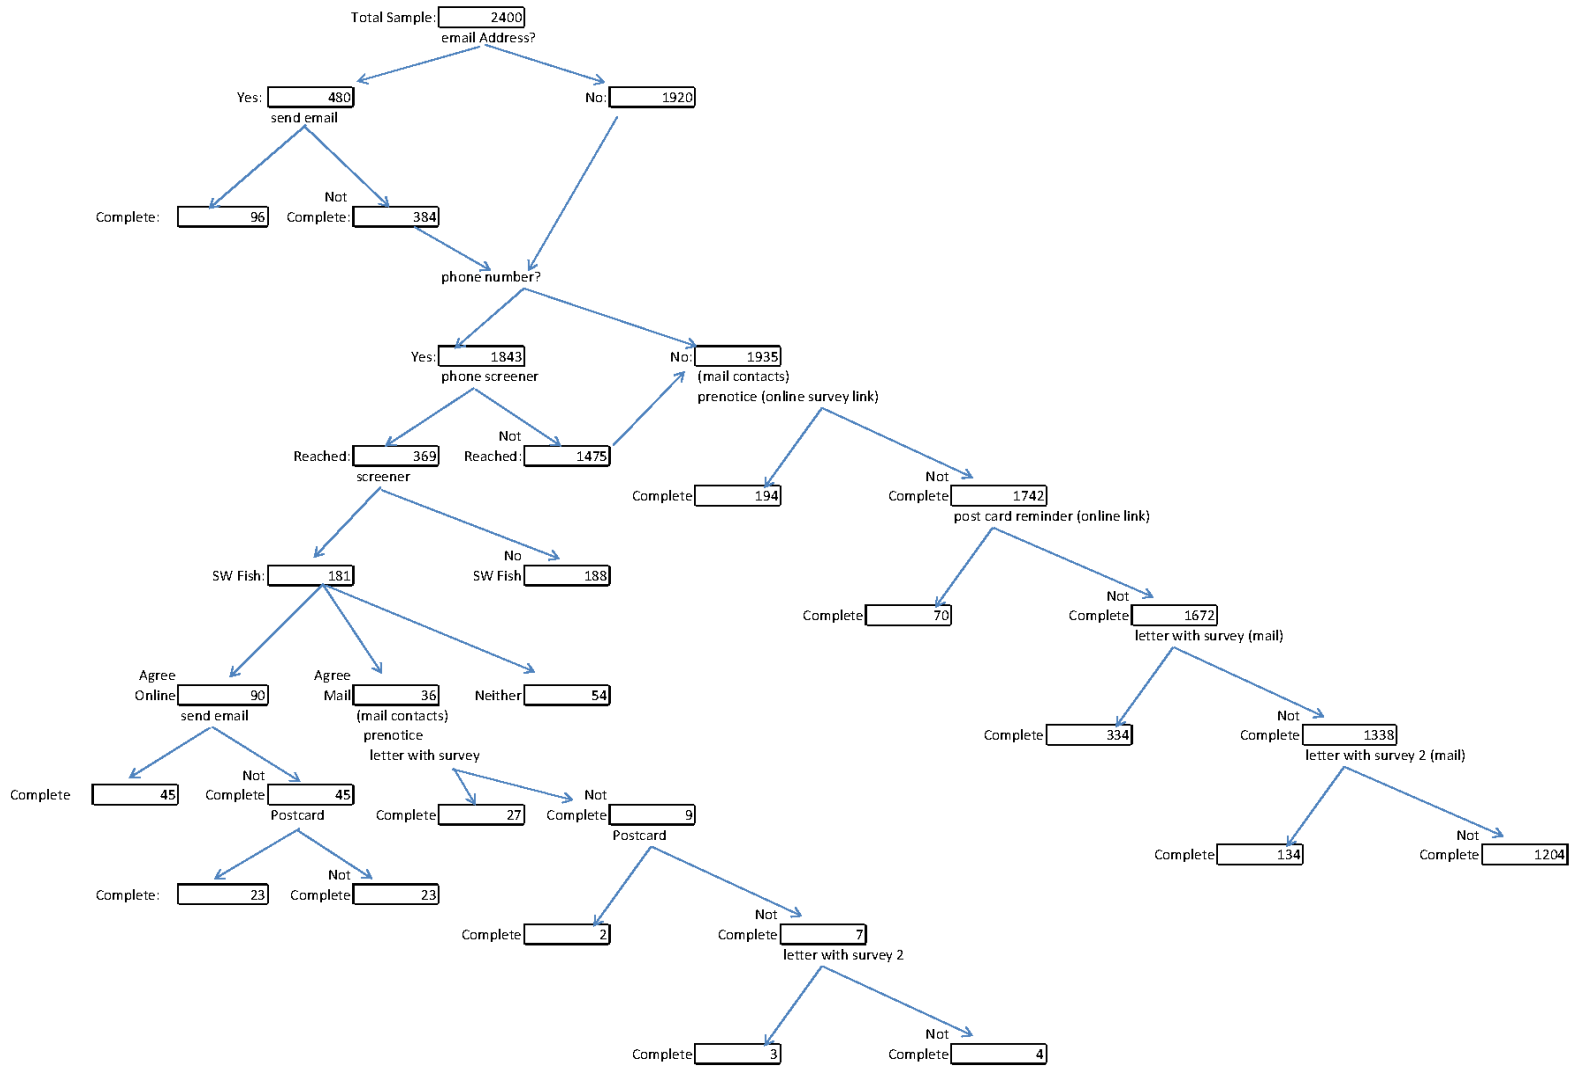 Total Sample: 2400
email Address?
Yes: 480 No: 1920
send email
Not
Complete: 96 Complete: 384
phone number?
Yes: 1843 No: 1935
phone screener (mail contacts)
prenotice (online survey link)
Not
Reached: 369 Reached: 1475
screener Not
Complete 194 Complete 1742
post card reminder (online link)
No
SW Fish: 181 SW Fish 188
Not
Complete 70 Complete 1672
letter with survey (mail)
Agree Agree
Online 90 Mail 36 Neither 54
send email (mail contacts) Not
prenotice Complete 334 Complete 1338
letter with survey letter with survey 2 (mail)
Not Not
Complete 45 Complete 45 Complete 27 Complete 9
Postcard Postcard
Not
Complete 134 Complete 1204
Not
Complete: 23 Complete 23
Not
Complete 2 Complete 7
letter with survey 2
Not
Complete 3 Complete 4